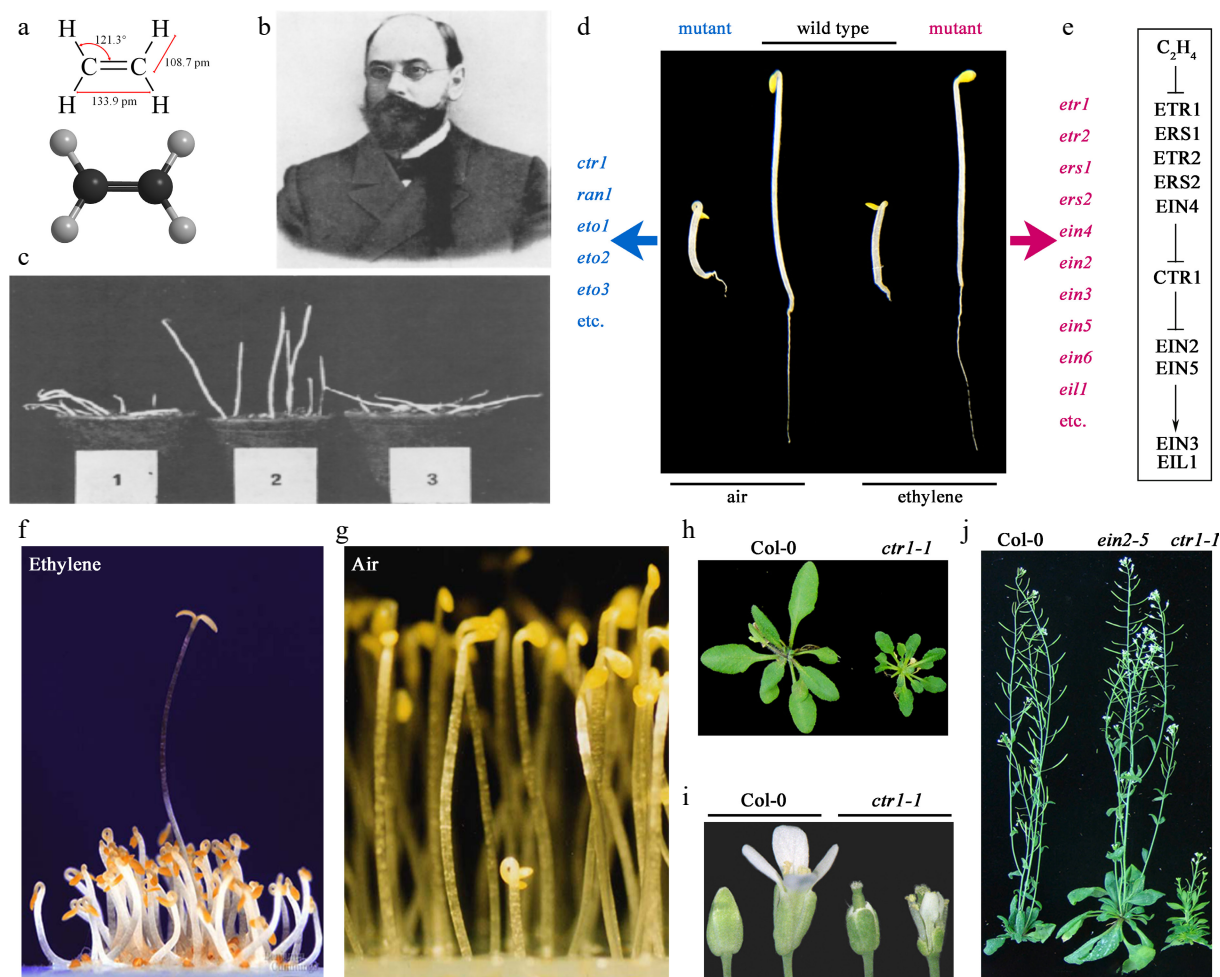 a
H
H
121.3°
C
C
108.7 pm
H
133.9 pm
H
b
c
1
2
3
d
mutant
wild type
mutant
ctr1
ran1
eto1
eto2
eto3
etc.
etr1
etr2
ers1
ers2
ein4
ein2
ein3
ein5
ein6
eil1
etc.
air
ethylene
e
C₂H₄
ETR1
ERS1
ETR2
ERS2
EIN4
CTR1
EIN2
EIN5
EIN3
EIL1
f
Ethylene
g
Air
h
Col-0
ctr1-1
i
Col-0
ctr1-1
j
Col-0
ein2-5
ctr1-1